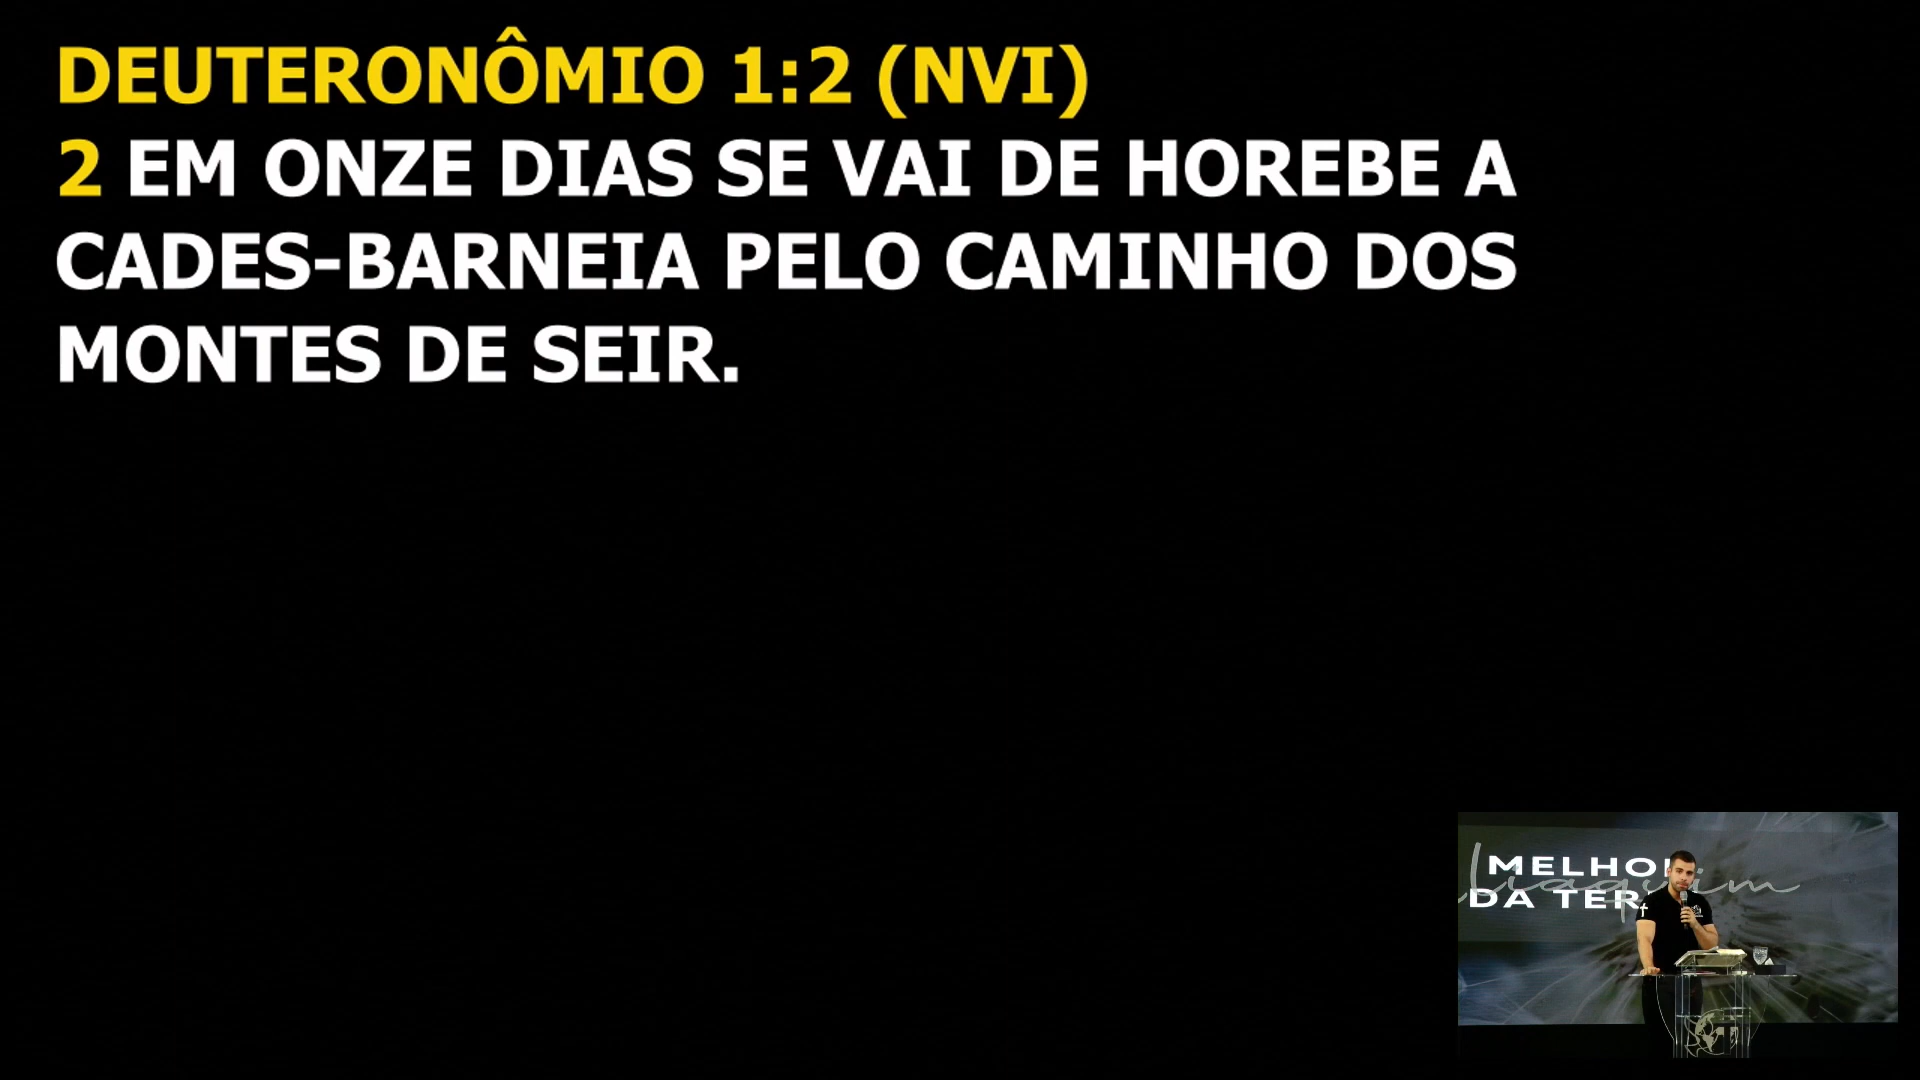 DEUTERONÔMIO 1:2 (NVI)
2 EM ONZE DIAS SE VAI DE HOREBE A
CADES-BARNEIA PELO CAMINHO DOS
MONTES DE SEIR.
MELHO
DA TER